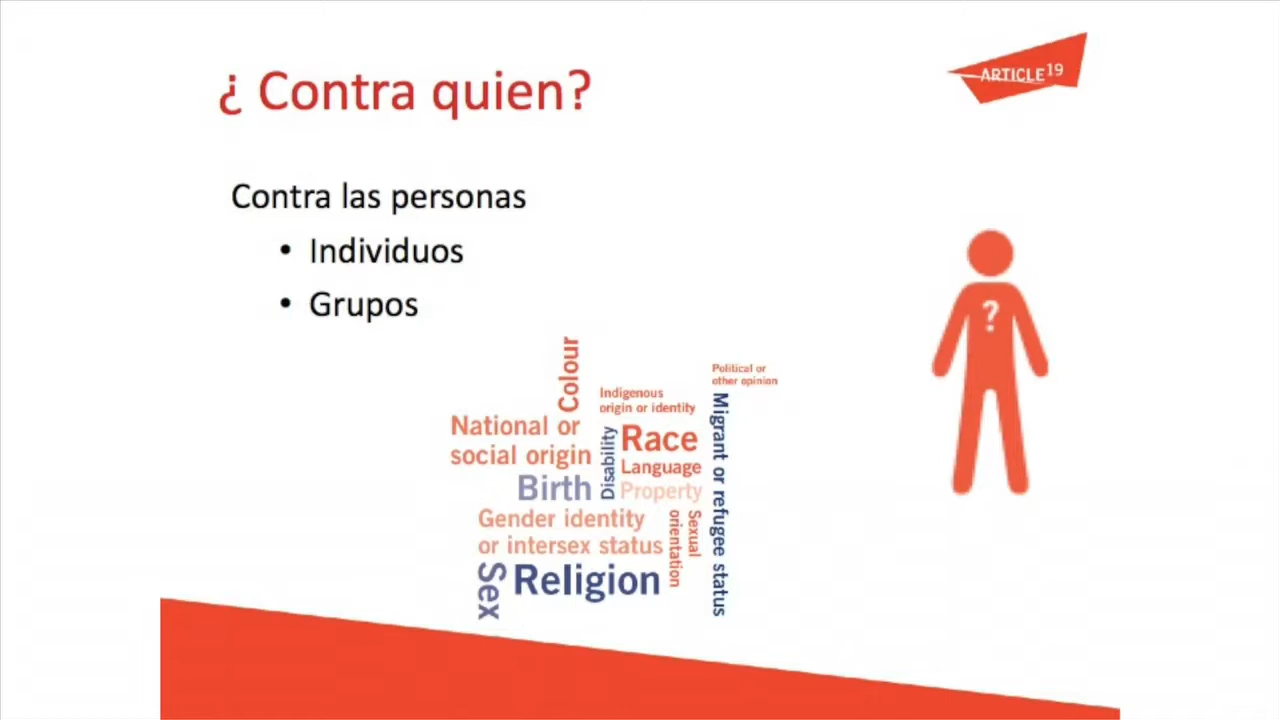 ¿ Contra quien?
ARTICLE19
Contra las personas
• Individuos
• Grupos
?
Colour
Political or
other opinion
Indigenous
origin or identity
National or
social origin
Disability
Race
Migrant or refugee status
Language
Birth
Property
Gender identity
or intersex status
Sexual
orientation
Sex
Religion